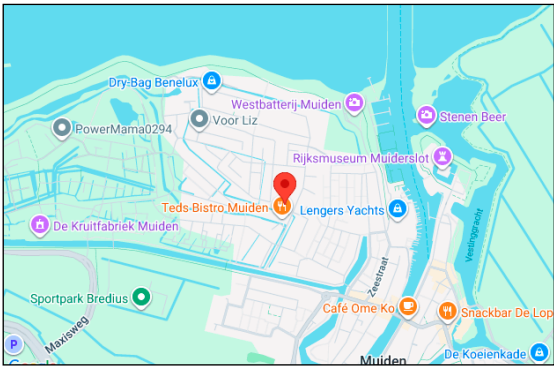 Dry-Bag Benelux
Westbatterij Muiden
Voor Liz
Stenen Beer
PowerMama0294
Rijksmuseum Muiderslot
Teds Bistro Muiden
Lengers Yachts
De Kruitfabriek Muiden
Vestinggracht
Zeestraat
Sportpark Bredius
Café Ome Ko
Snackbar De Lop
Maxisweg
P
De Koeienkade
Muiden